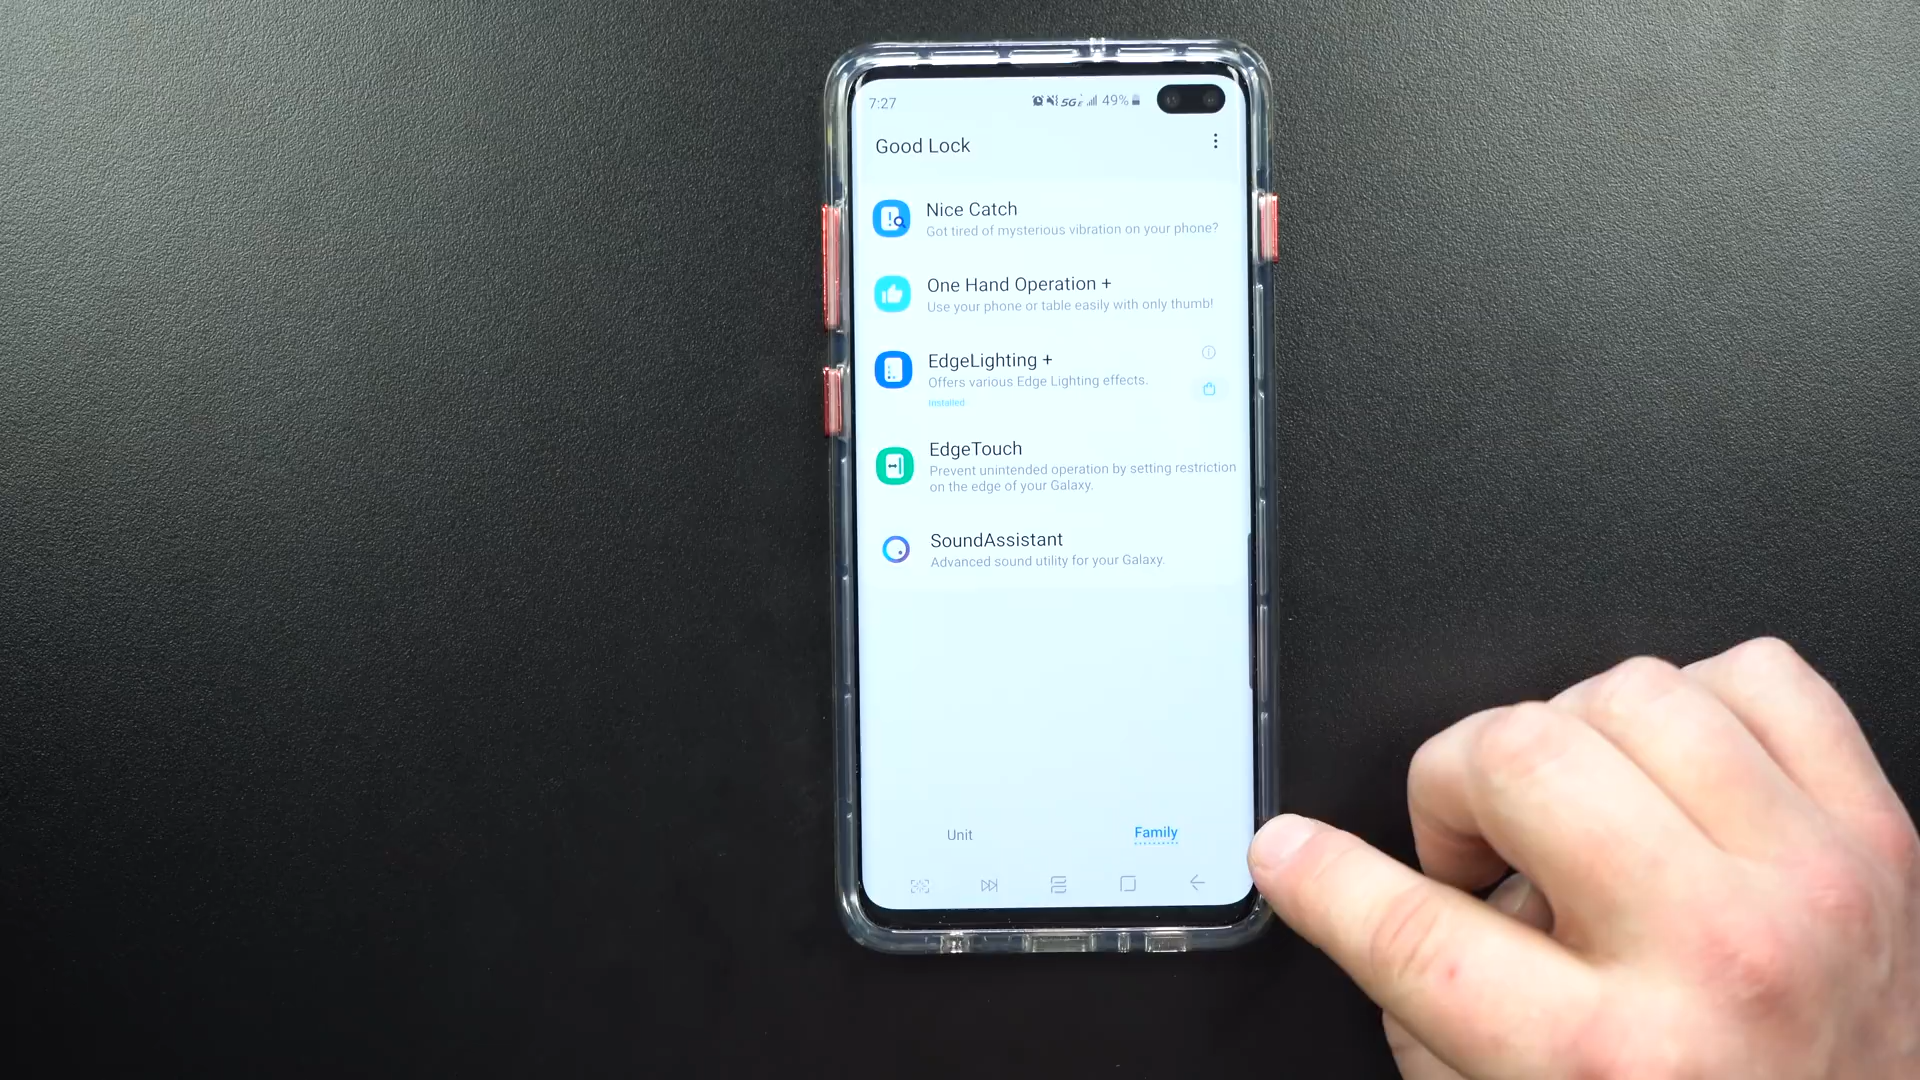 7:27
5GE 49%
Good Lock
Nice Catch
Got tired of mysterious vibration on your phone?
One Hand Operation +
Use your phone or table easily with only thumb!
EdgeLighting +
Offers various Edge Lighting effects.
Installed
EdgeTouch
Prevent unintended operation by setting restriction
on the edge of your Galaxy.
SoundAssistant
Advanced sound utility for your Galaxy.
Unit
Family